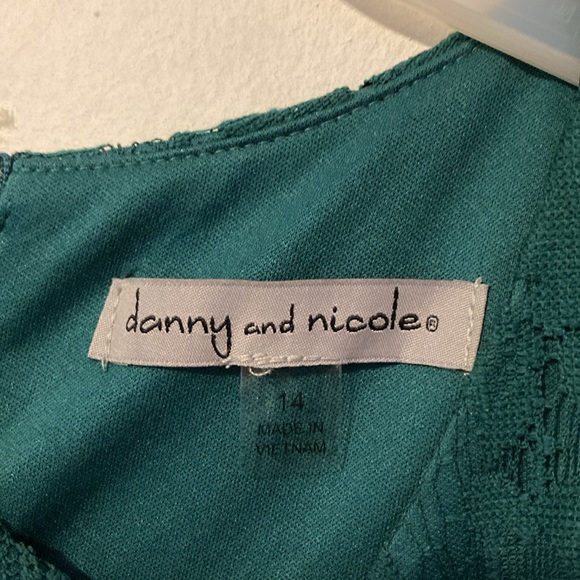 danny and nicole®
14
MADE IN
VIETNAM